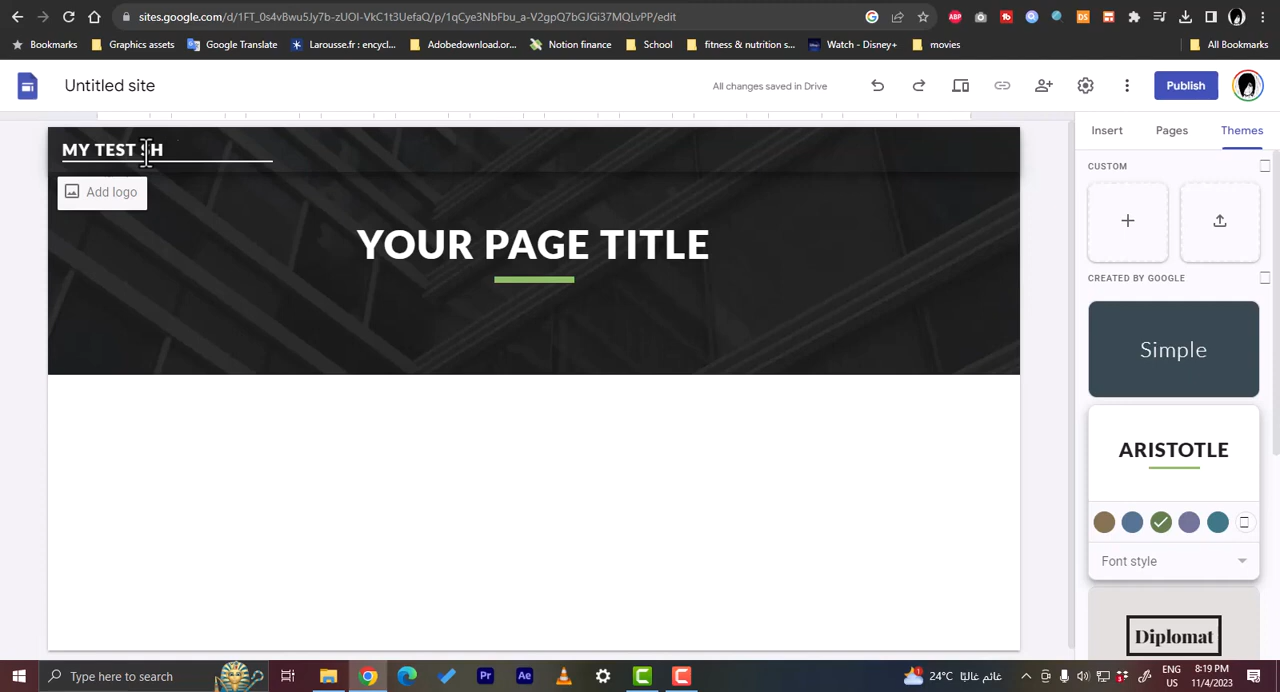 sites.google.com/d/1FT_0s4vBwu5Jy7b-zUOI-VkC1t3UefaQ/p/1qCye3NbFbu_a-V2gpQ7bGJGi37MQLvPP/edit
Bookmarks
Graphics assets
Google Translate
Larousse.fr : encycl...
Adobedownload.or...
Notion finance
School
fitness & nutrition s...
Watch - Disney+
movies
All Bookmarks
Untitled site
All changes saved in Drive
Publish
Insert
Pages
Themes
MY TEST SH
Add logo
YOUR PAGE TITLE
CUSTOM
CREATED BY GOOGLE
Simple
ARISTOTLE
Font style
Diplomat
Type here to search
24°C
غائم غالبًا
ENG
US
8:19 PM
11/4/2023